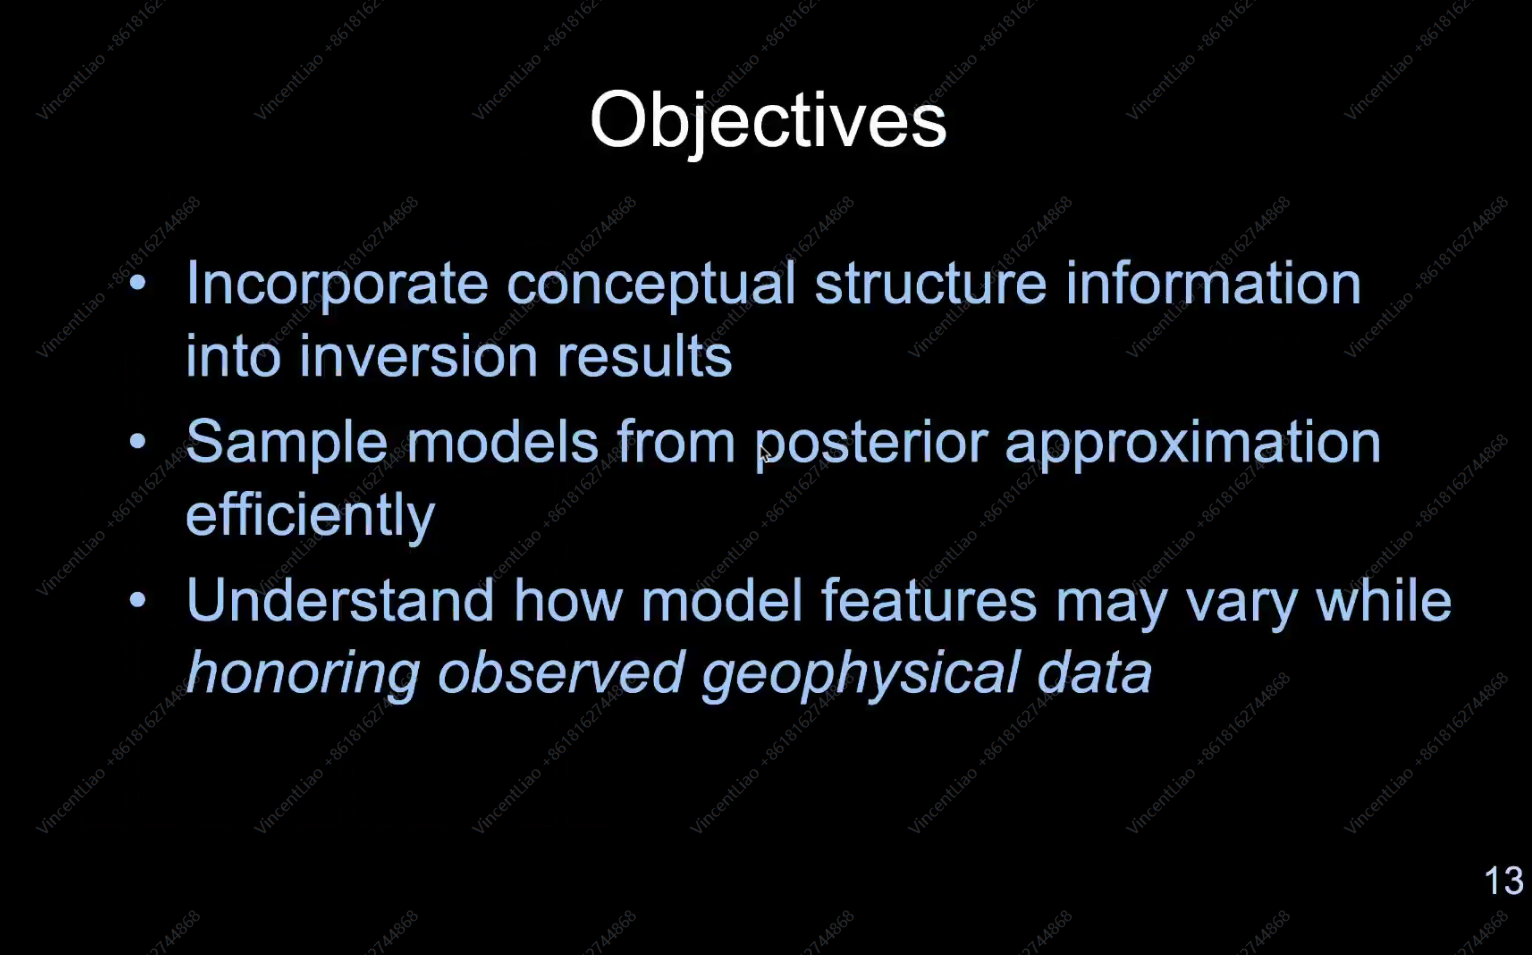 VincentLiao +8618162744868
Objectives
• Incorporate conceptual structure information
into inversion results
• Sample models from posterior approximation
efficiently
• Understand how model features may vary while
honoring observed geophysical data
13